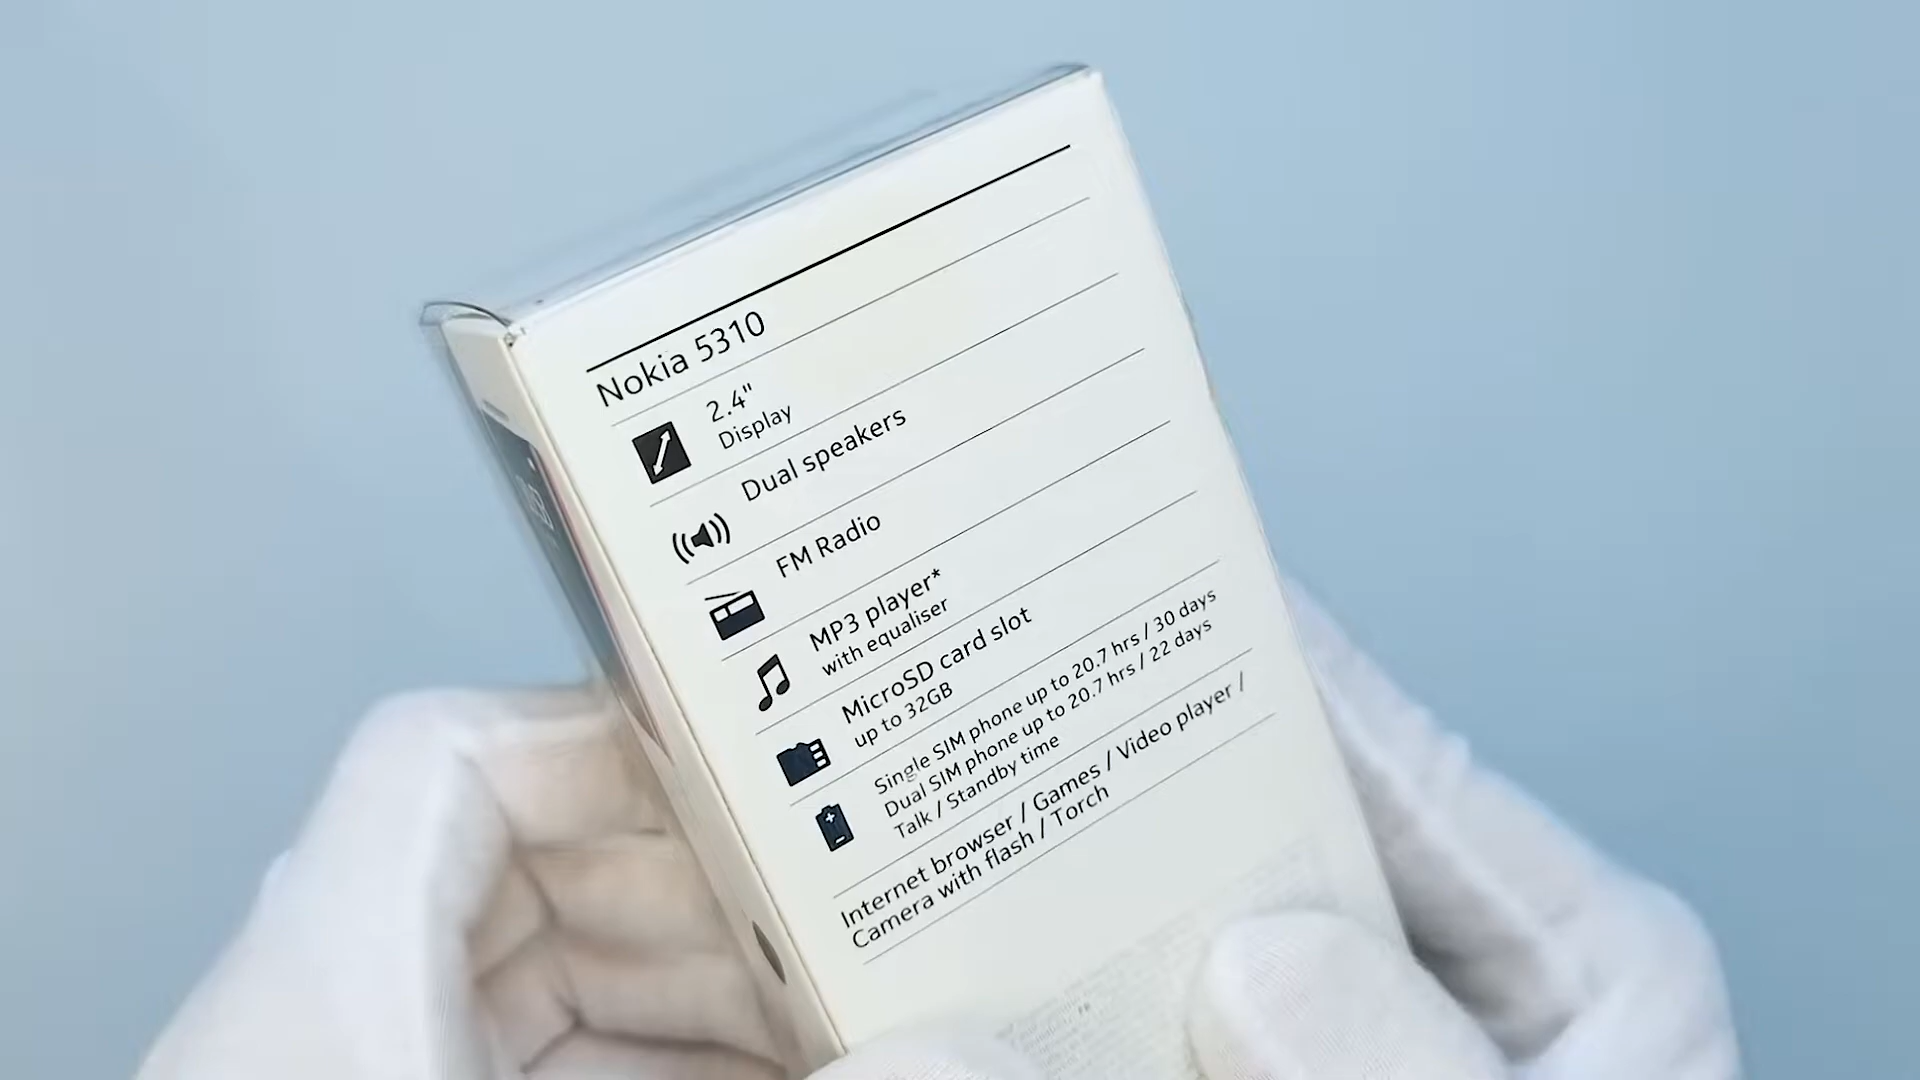 Nokia 5310
2.4"
Display
Dual speakers
FM Radio
MP3 player*
with equaliser
MicroSD card slot
up to 32GB
Single SIM phone up to 20.7 hrs / 30 days
Dual SIM phone up to 20.7 hrs / 22 days
Talk / Standby time
Internet browser / Games / Video player /
Camera with flash / Torch